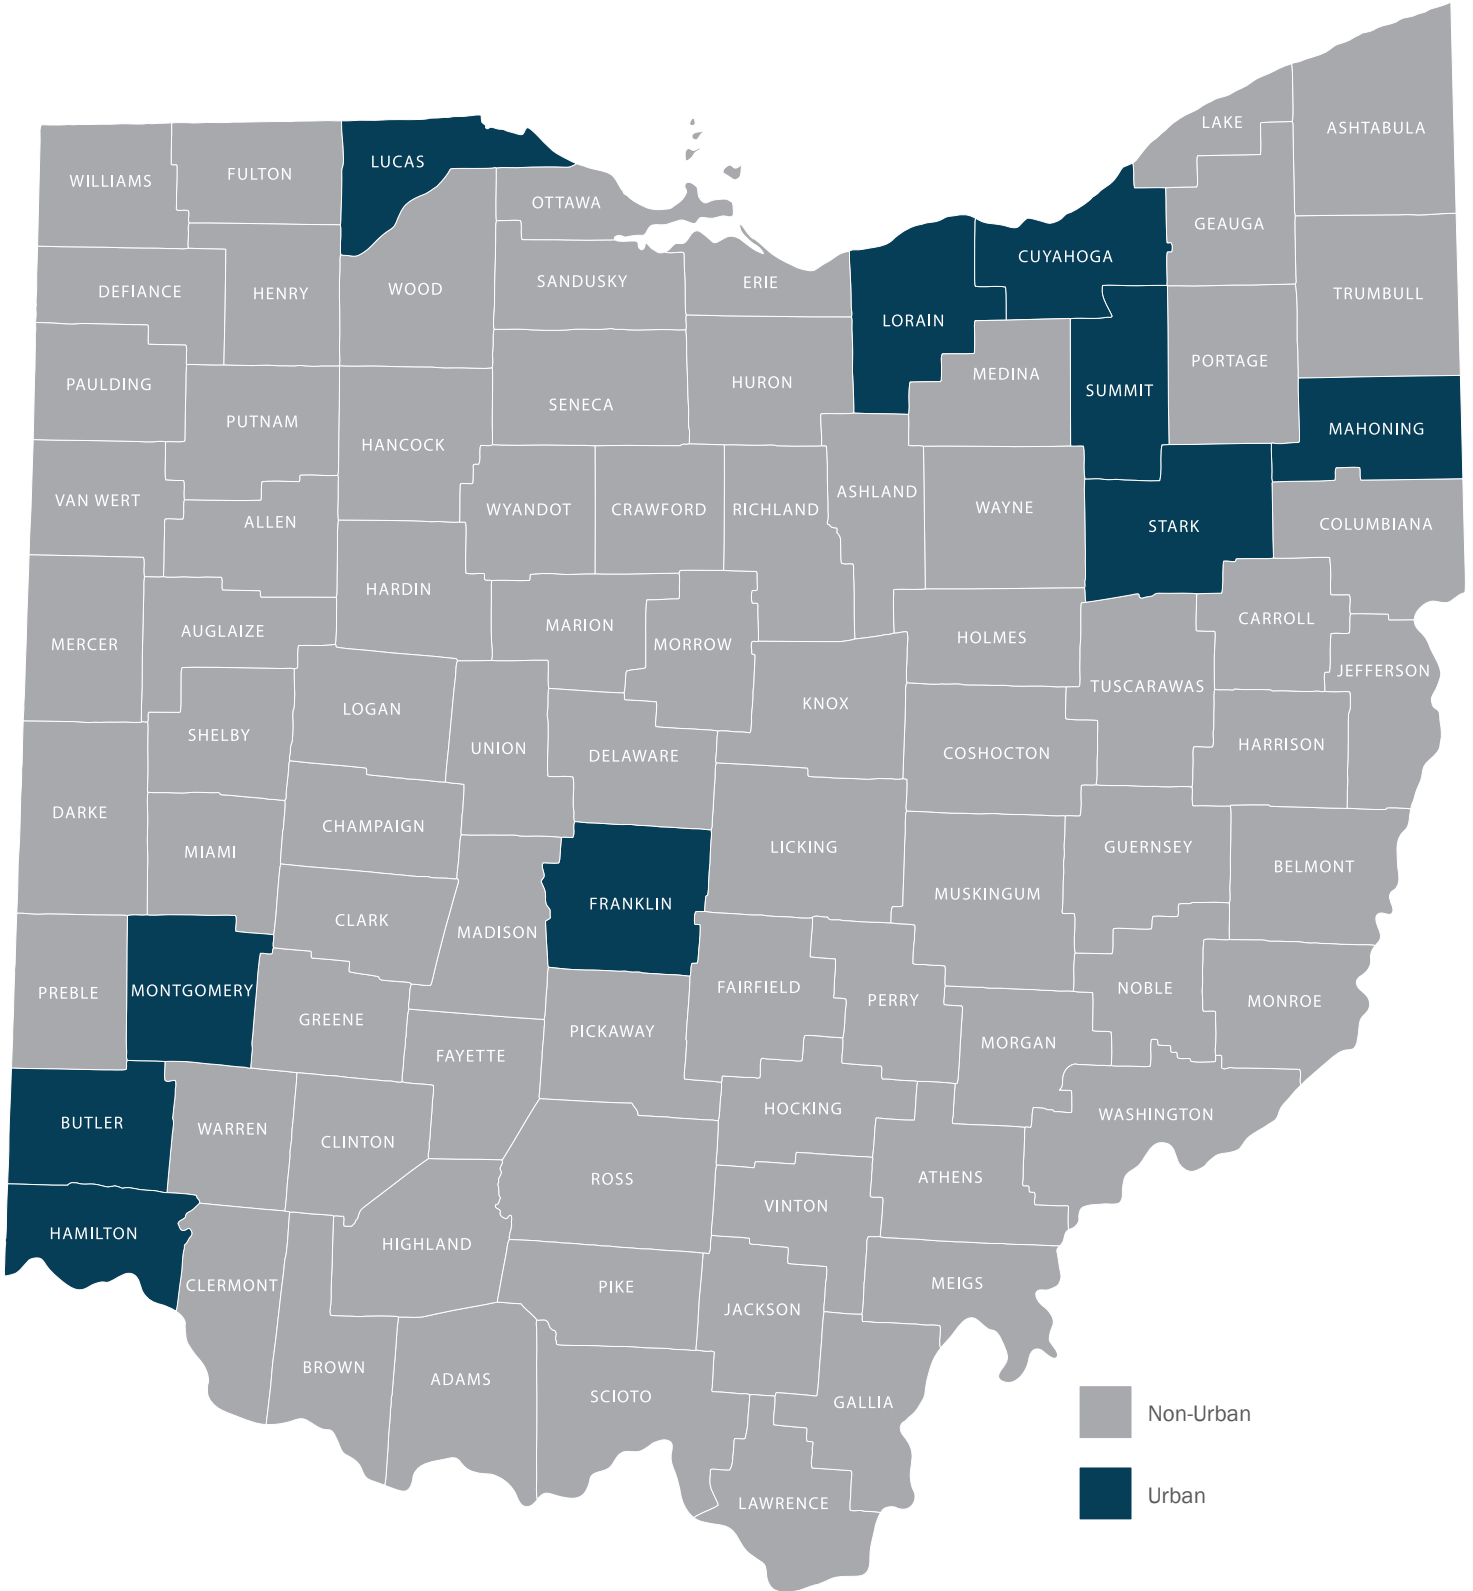 LAKE
ASHTABULA
LUCAS
FULTON
WILLIAMS
OTTAWA
GEAUGA
CUYAHOGA
SANDUSKY
ERIE
WOOD
HENRY
DEFIANCE
TRUMBULL
LORAIN
PORTAGE
MEDINA
HURON
PAULDING
SUMMIT
SENECA
PUTNAM
MAHONING
HANCOCK
ASHLAND
VAN WERT
WAYNE
WYANDOT
CRAWFORD
RICHLAND
ALLEN
COLUMBIANA
STARK
HARDIN
CARROLL
MARION
AUGLAIZE
HOLMES
MERCER
MORROW
JEFFERSON
TUSCARAWAS
KNOX
LOGAN
SHELBY
HARRISON
UNION
COSHOCTON
DELAWARE
DARKE
CHAMPAIGN
LICKING
GUERNSEY
MIAMI
BELMONT
MUSKINGUM
FRANKLIN
CLARK
MADISON
FAIRFIELD
NOBLE
MONTGOMERY
PREBLE
PERRY
MONROE
GREENE
PICKAWAY
MORGAN
FAYETTE
HOCKING
WASHINGTON
BUTLER
WARREN
CLINTON
ATHENS
ROSS
VINTON
HAMILTON
HIGHLAND
MEIGS
CLERMONT
PIKE
JACKSON
BROWN
ADAMS
SCIOTO
GALLIA
Non-Urban
Urban
LAWRENCE